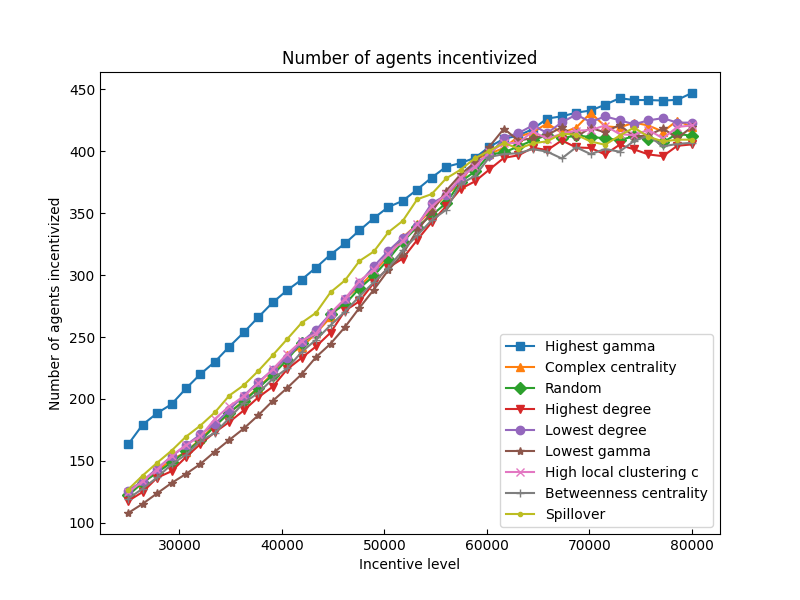 Number of agents incentivized
Number of agents incentivized
450
400
350
300
250
200
150
100
Highest gamma
Complex centrality
Random
Highest degree
Lowest degree
Lowest gamma
High local clustering c
Betweenness centrality
Spillover
30000 40000 50000 60000 70000 80000
Incentive level